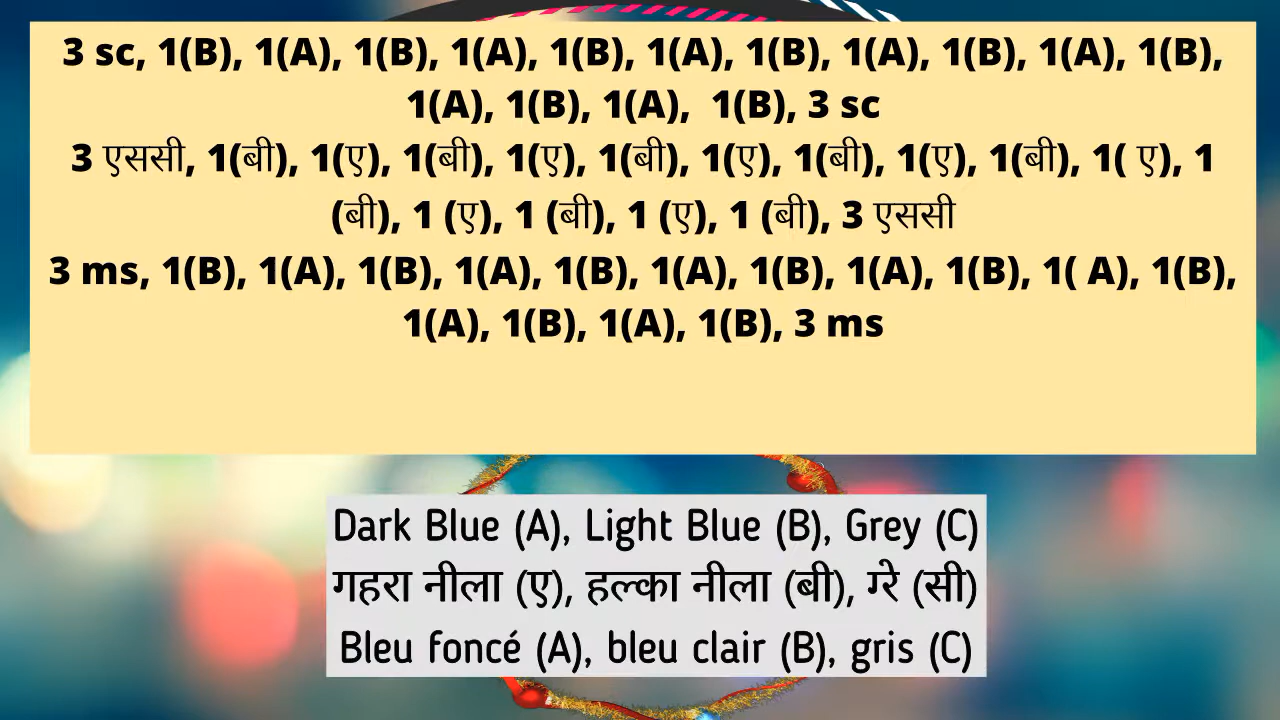 3 sc, 1(B), 1(A), 1(B), 1(A), 1(B), 1(A), 1(B), 1(A), 1(B), 1(A), 1(B),
1(A), 1(B), 1(A), 1(B), 3 sc
3 एससी, 1(बी), 1(ए), 1(बी), 1(ए), 1(बी), 1(ए), 1(बी), 1(ए), 1(बी), 1( ए), 1
(बी), 1 (ए), 1 (बी), 1 (ए), 1 (बी), 3 एससी
3 ms, 1(B), 1(A), 1(B), 1(A), 1(B), 1(A), 1(B), 1(A), 1(B), 1( A), 1(B),
1(A), 1(B), 1(A), 1(B), 3 ms
Dark Blue (A), Light Blue (B), Grey (C)
गहरा नीला (ए), हल्का नीला (बी), ग्रे (सी)
Bleu foncé (A), bleu clair (B), gris (C)